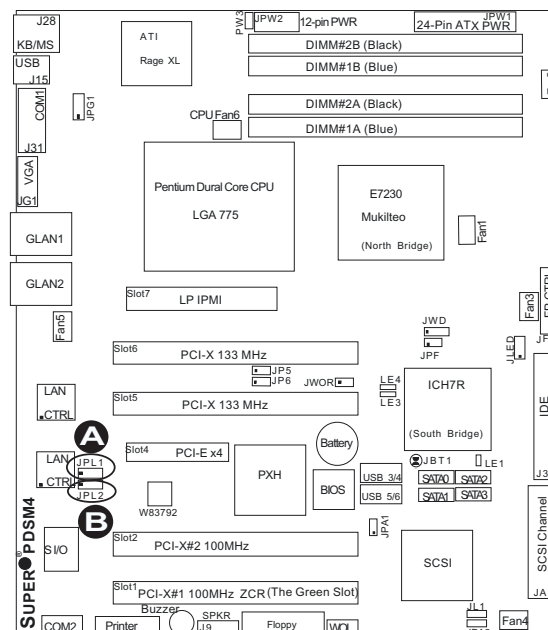 J28
KB/MS
USB
J15
COM1
J31
VGA
JG1
GLAN1
GLAN2
Fan5
JPG1
ATI
Rage XL
PW3
JPW2
12-pin PWR
JPW1
24-Pin ATX PWR
DIMM#2B (Black)
DIMM#1B (Blue)
DIMM#2A (Black)
DIMM#1A (Blue)
CPU Fan6
Pentium Dural Core CPU
LGA 775
E7230
Mukilteo
(North Bridge)
Fan1
Slot7
LP IPMI
Fan3
FP CTRL
JWD
JPF
JLED
JF
Slot6
PCI-X 133 MHz
JP5
JP6
JWOR
LE4
LE3
ICH7R
(South Bridge)
IDE
J3
Slot5
PCI-X 133 MHz
LAN
CTRL
A
LAN
CTRL
JPL1
JPL2
B
Slot4
PCI-E x4
W83792
PXH
Battery
BIOS
USB 3/4
USB 5/6
JBT1
LE1
SATA0
SATA2
SATA1
SATA3
JPA1
SUPER® PDSM4
S I/O
Slot2
PCI-X#2 100MHz
SCSI
SCSI Channel
JA
Slot1
PCI-X#1 100MHz ZCR (The Green Slot)
Buzzer
SPKR
J9
COM2
Printer
Floppy
WOL
JL1
Fan4